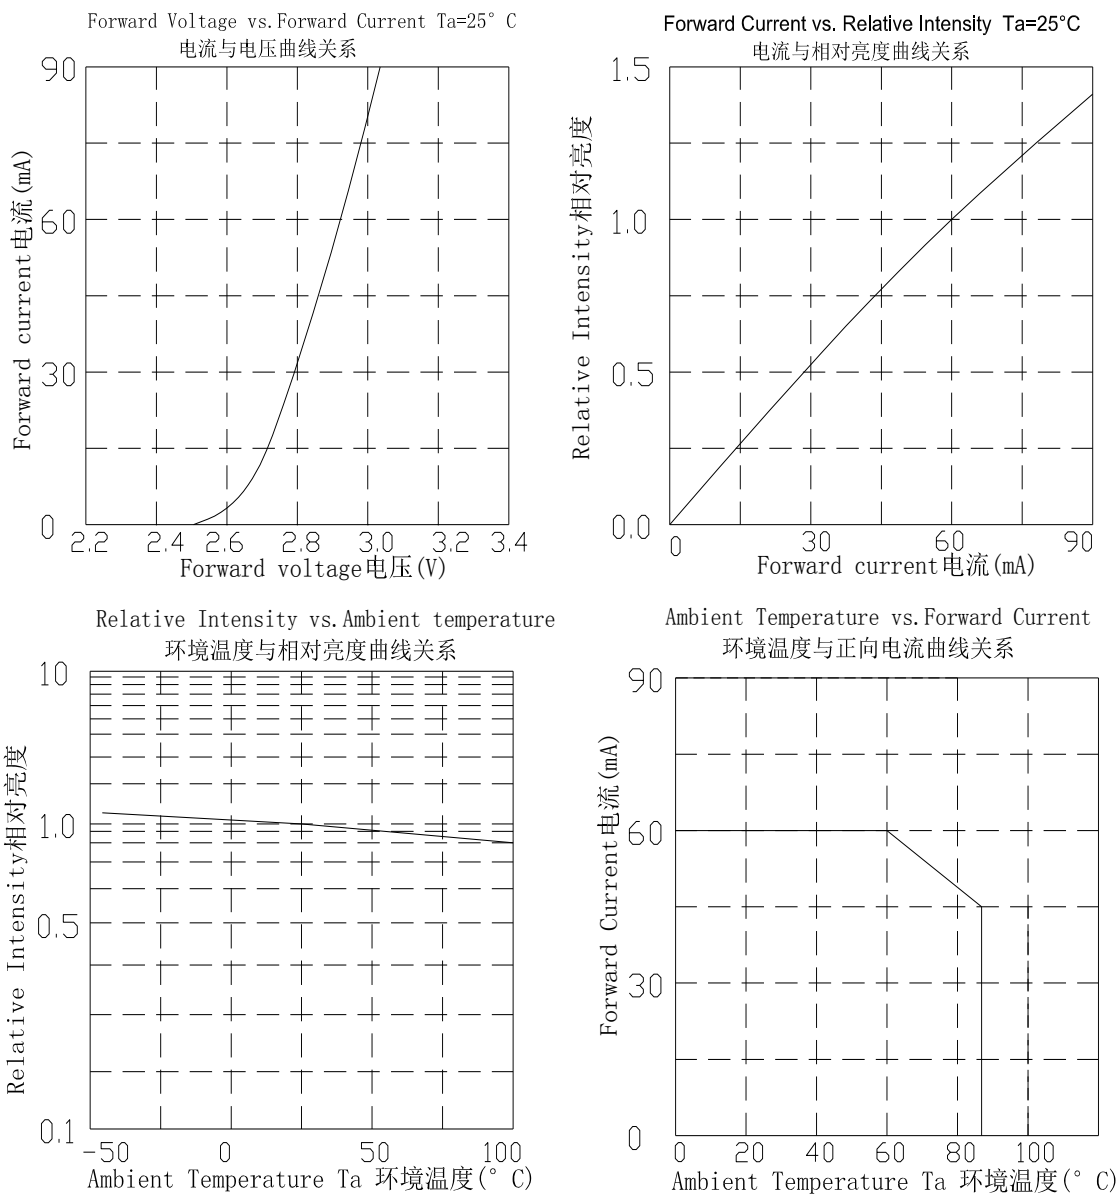 Forward Voltage vs.Forward Current Ta=25°C
电流与电压曲线关系
90
60
30
0
Forward current电流(mA)
2.2 2.4 2.6 2.8 3.0 3.2 3.4
Forward voltage电压(V)
Forward Current vs. Relative Intensity Ta=25°C
电流与相对亮度曲线关系
1.5
1.0
0.5
0.0
Relative Intensity相对亮度
0 30 60 90
Forward current电流(mA)
Relative Intensity vs.Ambient temperature
环境温度与相对亮度曲线关系
10
1.0
0.5
0.1
Relative Intensity相对亮度
-50 0 50 100
Ambient Temperature Ta 环境温度(°C)
Ambient Temperature vs.Forward Current
环境温度与正向电流曲线关系
90
60
30
0
Forward Current电流(mA)
0 20 40 60 80 100
Ambient Temperature Ta 环境温度(°C)